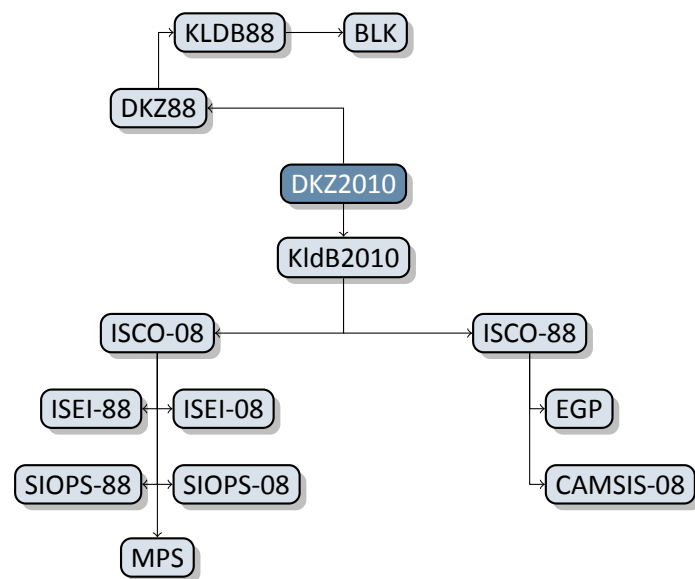 KLDB88 BLK
DKZ88
DKZ2010
KldB2010
ISCO-08 ISCO-88
ISEI-88 ISEI-08 EGP
SIOPS-88 SIOPS-08 CAMSIS-08
MPS